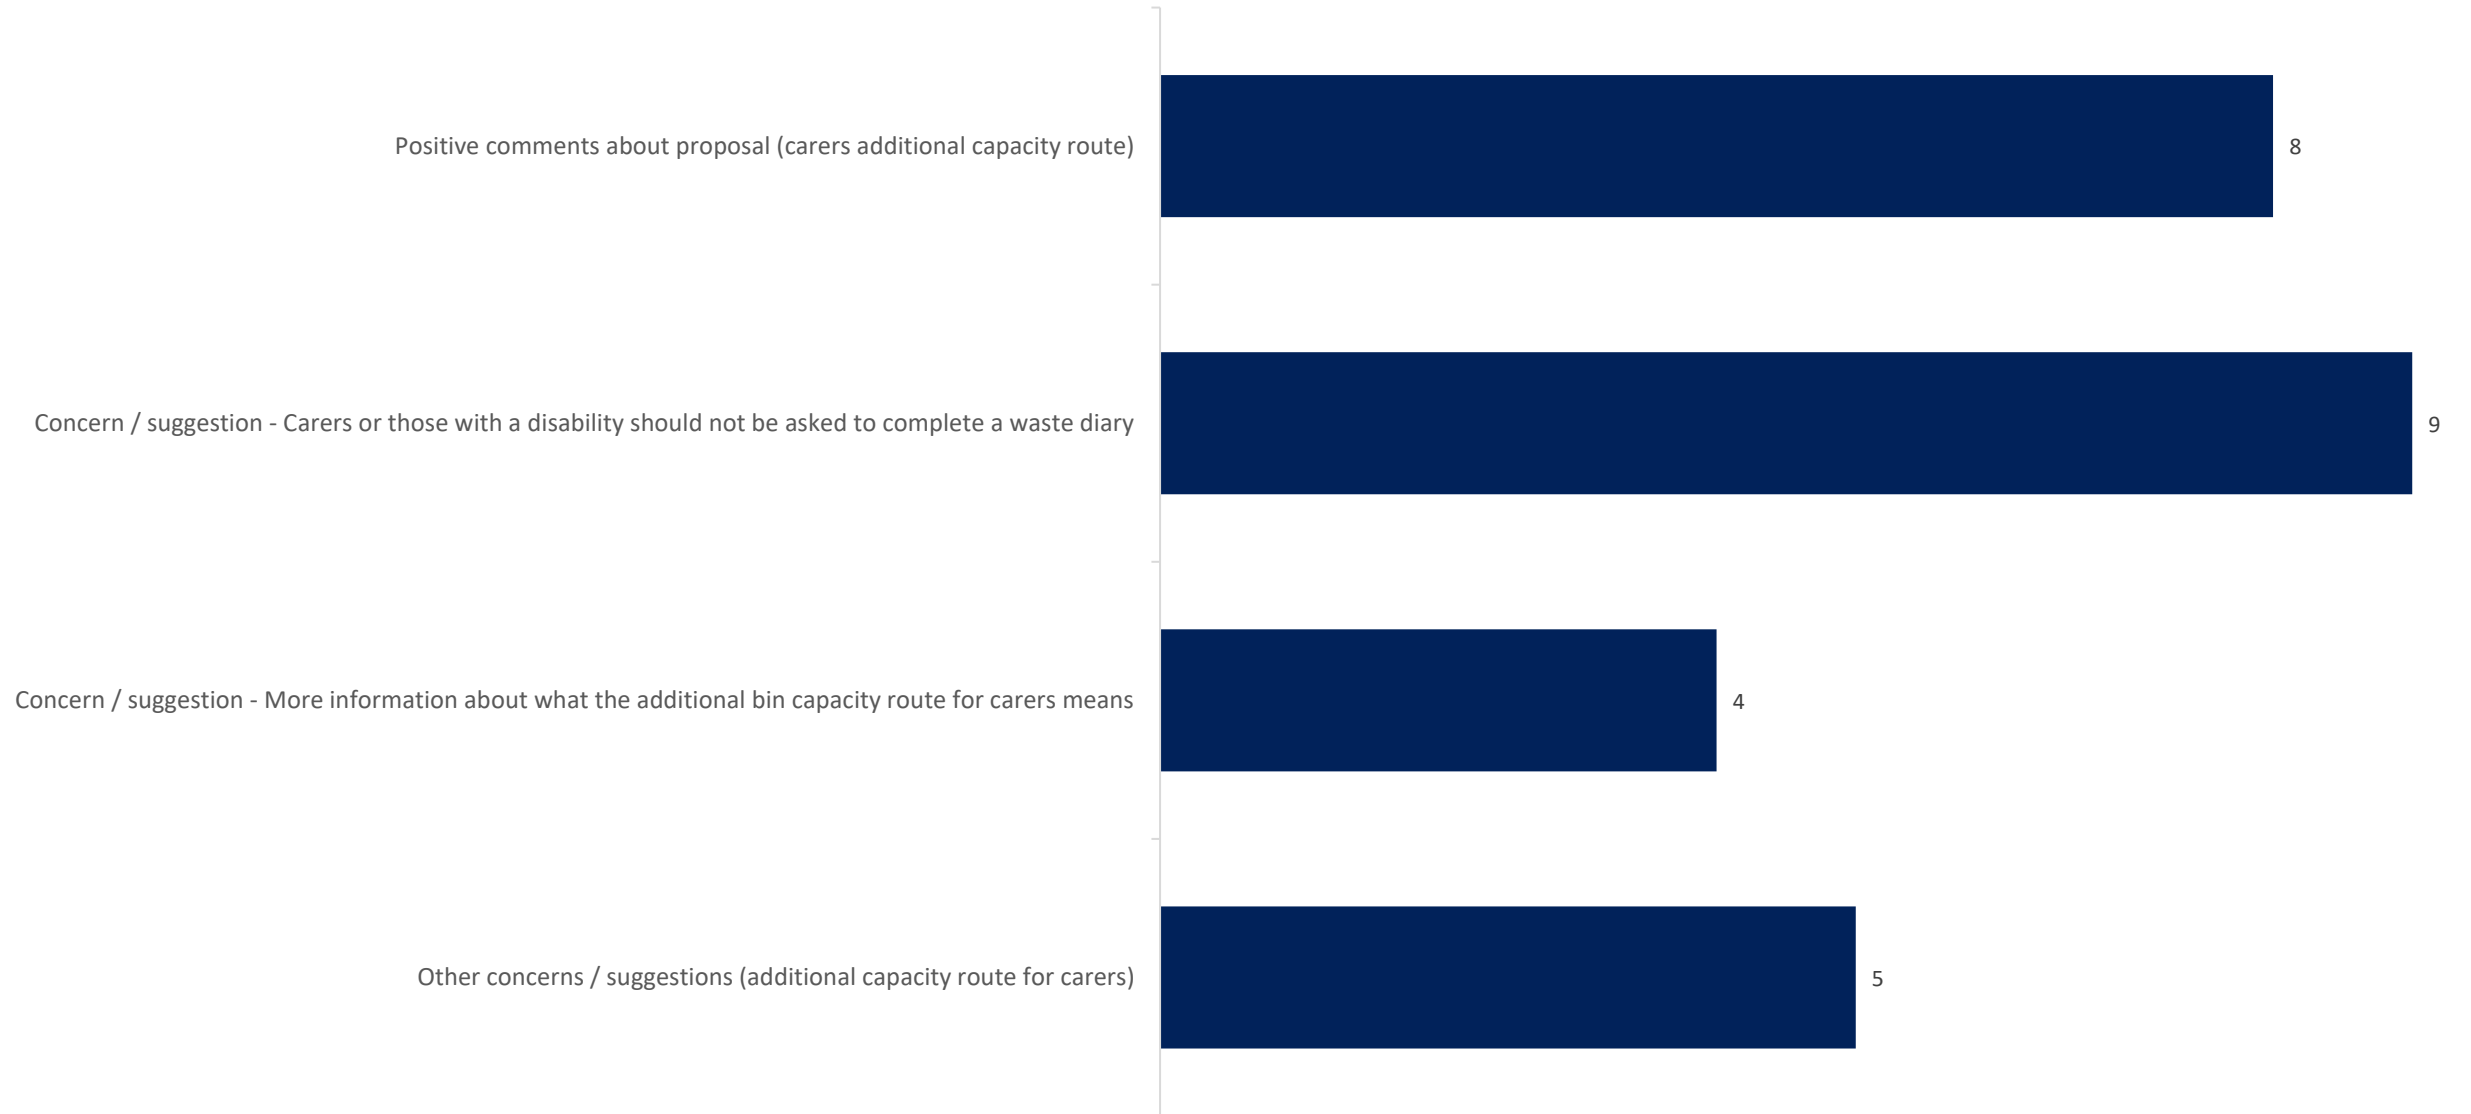 Positive comments about proposal (carers additional capacity route)
8
Concern / suggestion - Carers or those with a disability should not be asked to complete a waste diary
9
Concern / suggestion - More information about what the additional bin capacity route for carers means
4
Other concerns / suggestions (additional capacity route for carers)
5